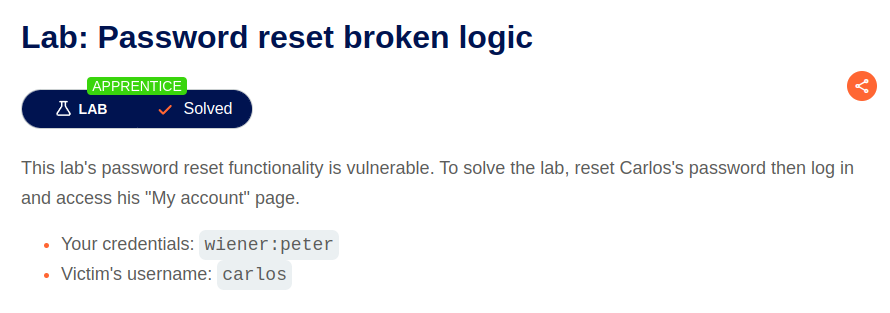 Lab: Password reset broken logic
APPRENTICE
LAB Solved
This lab's password reset functionality is vulnerable. To solve the lab, reset Carlos's password then log in
and access his "My account" page.
Your credentials: wiener:peter
Victim's username: carlos